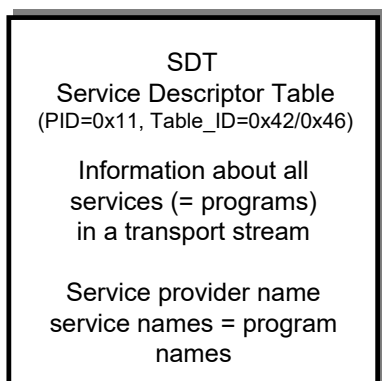 SDT
Service Descriptor Table
(PID=0x11, Table_ID=0x42/0x46)
Information about all
services (= programs)
in a transport stream
Service provider name
service names = program
names